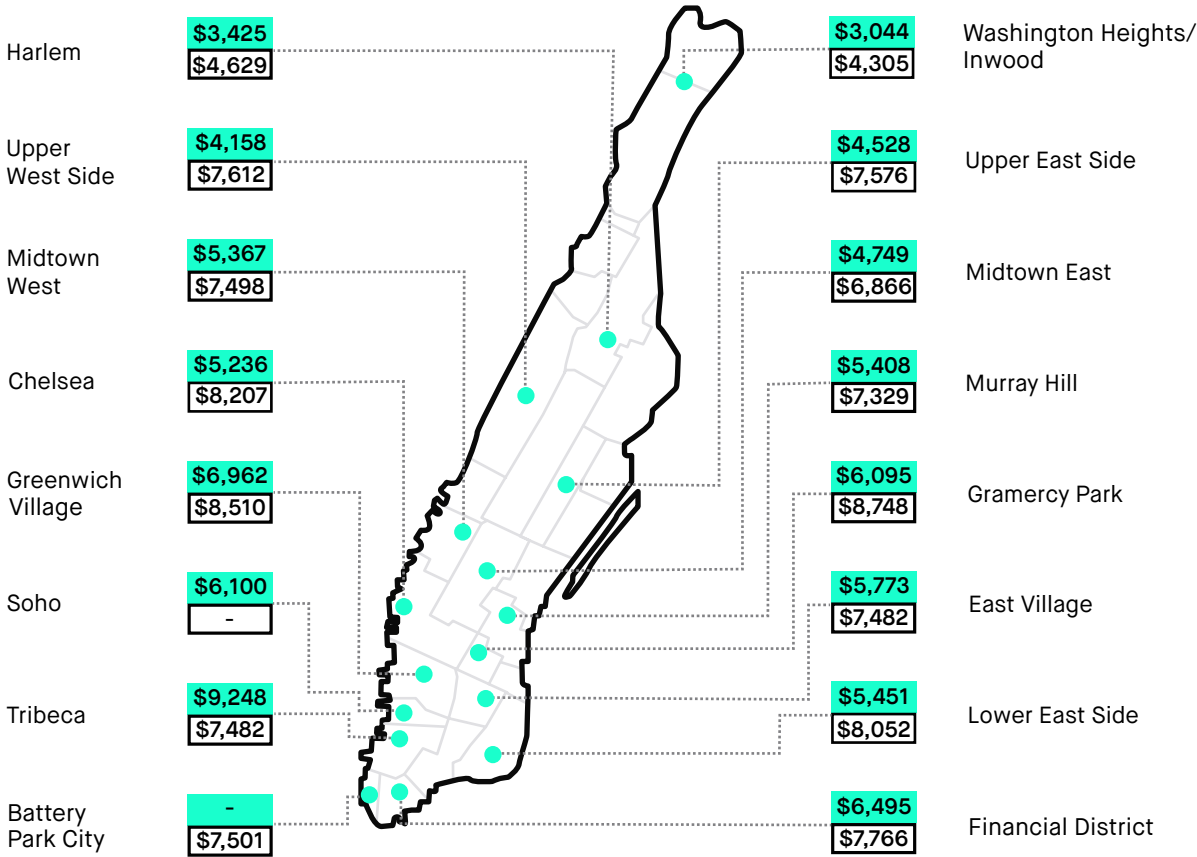 Harlem
$3,425
$4,629
Upper
West Side
$4,158
$7,612
Midtown
West
$5,367
$7,498
Chelsea
$5,236
$8,207
Greenwich
Village
$6,962
$8,510
Soho
$6,100
-
Tribeca
$9,248
$7,482
Battery
Park City
-
$7,501
$3,044
$4,305
Washington Heights/
Inwood
$4,528
$7,576
Upper East Side
$4,749
$6,866
Midtown East
$5,408
$7,329
Murray Hill
$6,095
$8,748
Gramercy Park
$5,773
$7,482
East Village
$5,451
$8,052
Lower East Side
$6,495
$7,766
Financial District